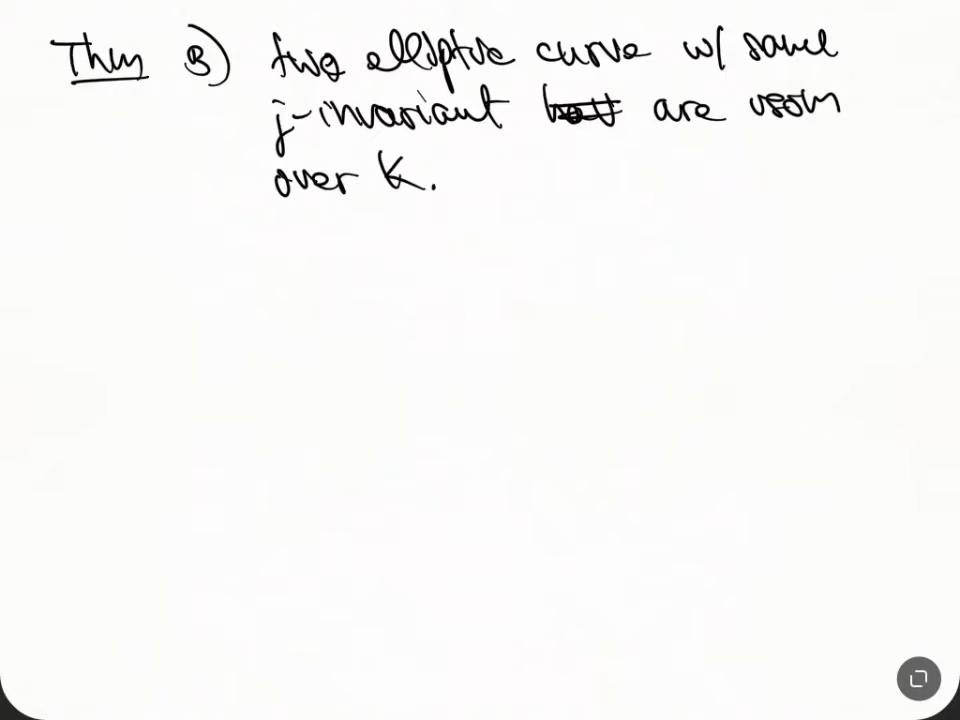 Thm B) two elliptic curve w/ same
j-invariant are isom
over K.